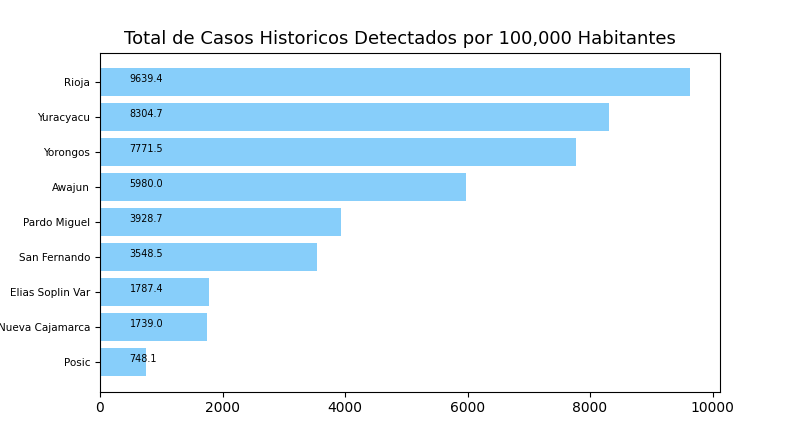 Total de Casos Historicos Detectados por 100,000 Habitantes
Rioja 9639.4
Yuracyacu 8304.7
Yorongos 7771.5
Awajun 5980.0
Pardo Miguel 3928.7
San Fernando 3548.5
Elias Soplin Var 1787.4
Nueva Cajamarca 1739.0
Posic 748.1
0 2000 4000 6000 8000 10000